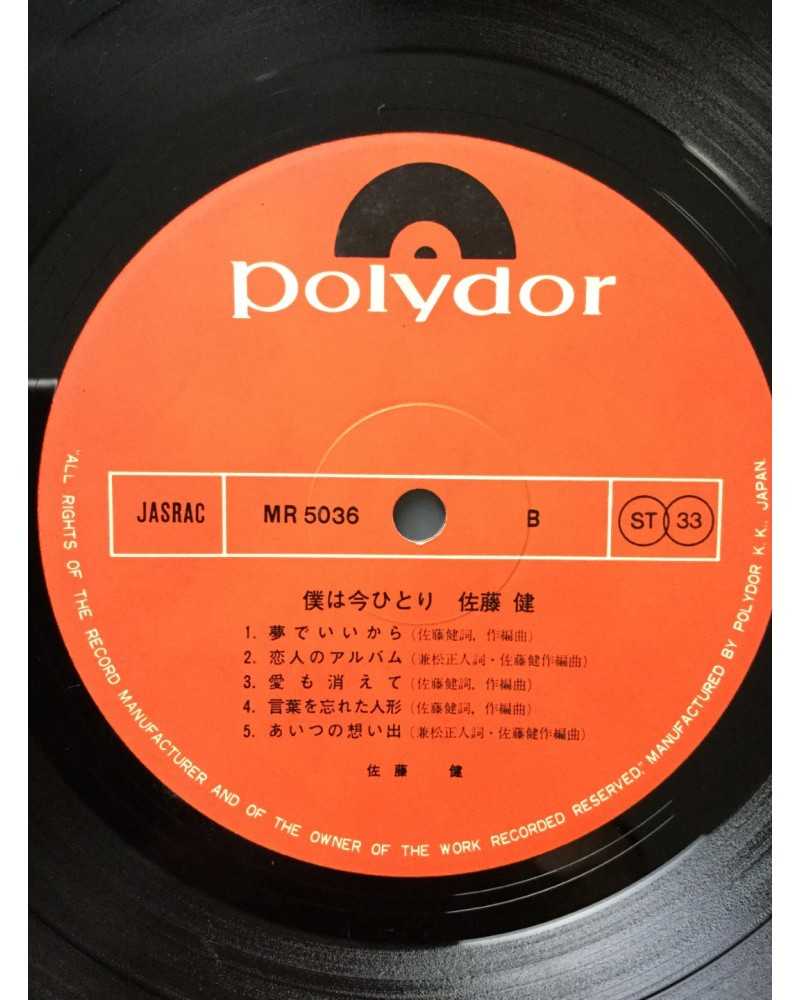 polydor
JASRAC MR 5036 B ST 33
僕は今ひとり 佐藤 健
1. 夢でいいから (佐藤健詞, 作編曲)
2. 恋人のアルバム (兼松正人詞・佐藤健作編曲)
3. 愛も消えて (佐藤健詞, 作編曲)
4. 言葉を忘れた人形 (佐藤健詞, 作編曲)
5. あいつの想い出 (兼松正人詞・佐藤健作編曲)
佐藤 健
"ALL RIGHTS OF THE RECORD MANUFACTURER AND OF THE OWNER OF THE WORK RECORDED RESERVED." MANUFACTURED BY POLYDOR K. K., JAPAN